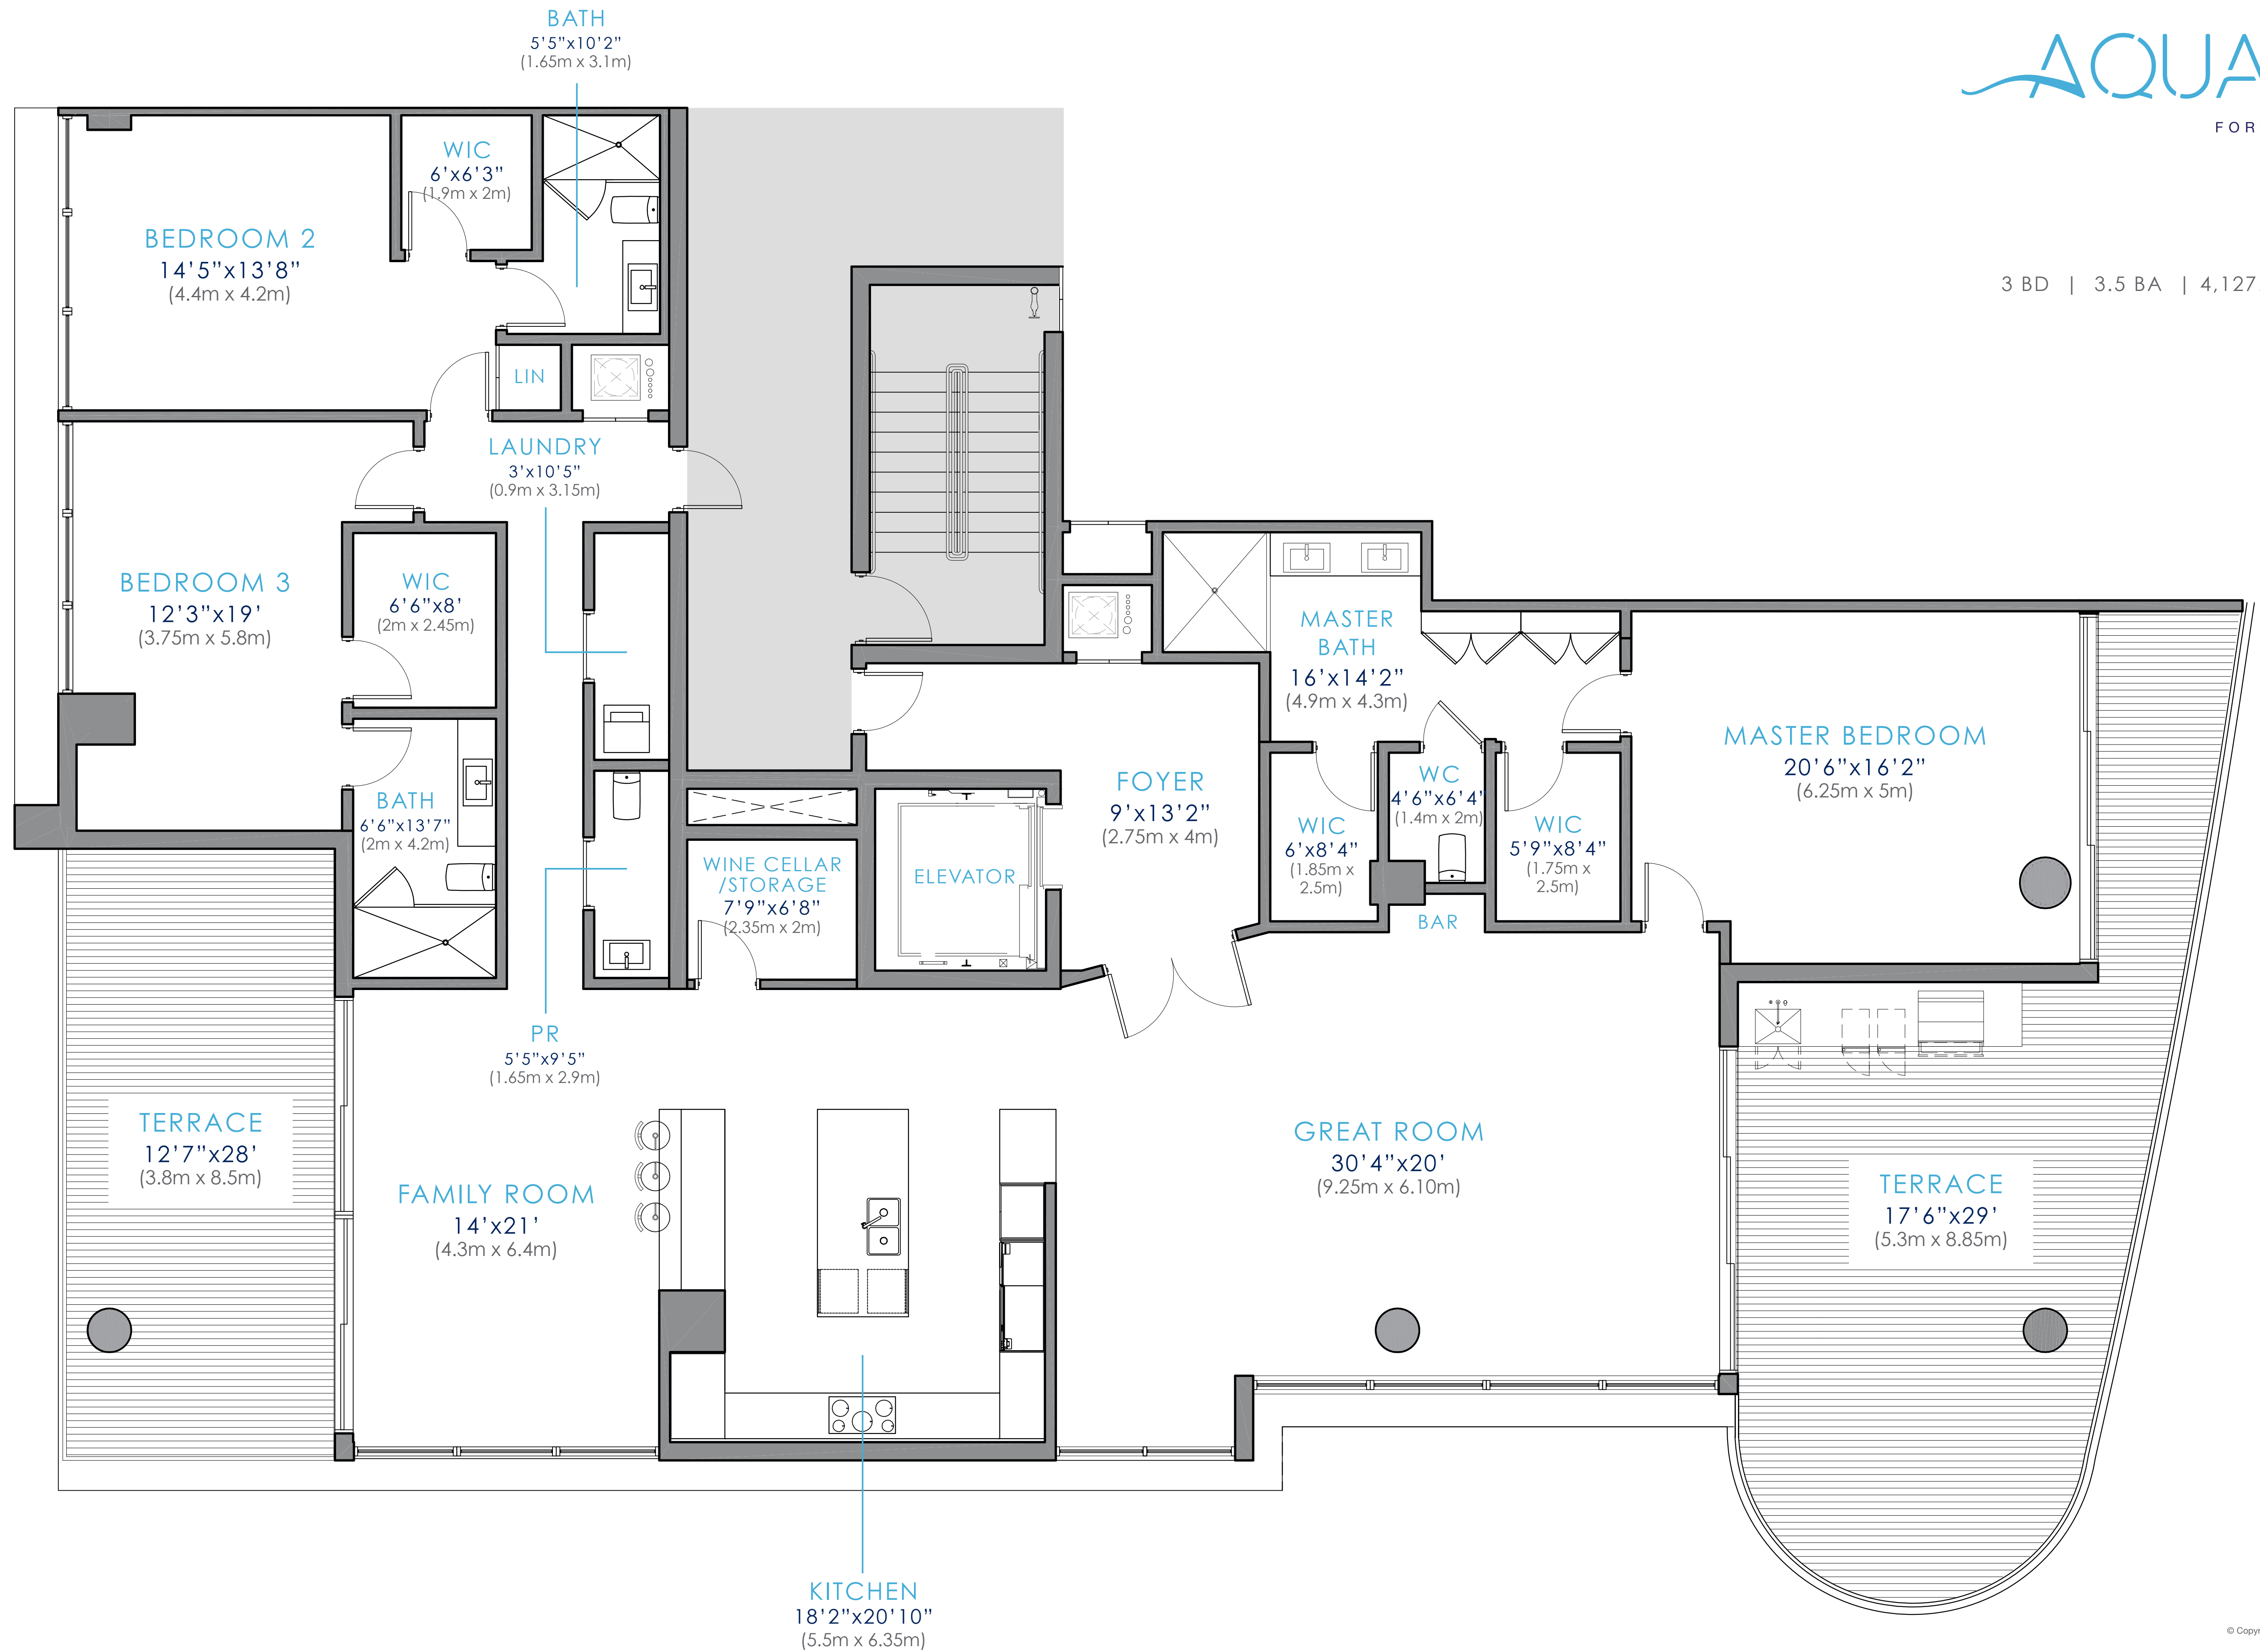 BATH
5'5"x10'2"
(1.65m x 3.1m)
AQUA
FOR
3 BD | 3.5 BA | 4,127
WIC
6'x6'3"
(1.9m x 2m)
BEDROOM 2
14'5"x13'8"
(4.4m x 4.2m)
LIN
LAUNDRY
3'x10'5"
(0.9m x 3.15m)
BEDROOM 3
12'3"x19'
(3.75m x 5.8m)
WIC
6'6"x8'
(2m x 2.45m)
MASTER
BATH
16'x14'2"
(4.9m x 4.3m)
MASTER BEDROOM
20'6"x16'2"
(6.25m x 5m)
BATH
6'6"x13'7"
(2m x 4.2m)
WINE CELLAR
/STORAGE
7'9"x6'8"
(2.35m x 2m)
ELEVATOR
FOYER
9'x13'2"
(2.75m x 4m)
WIC
6'x8'4"
(1.85m x
2.5m)
WC
4'6"x6'4"
(1.4m x 2m)
WIC
5'9"x8'4"
(1.75m x
2.5m)
BAR
PR
5'5"x9'5"
(1.65m x 2.9m)
TERRACE
12'7"x28'
(3.8m x 8.5m)
FAMILY ROOM
14'x21'
(4.3m x 6.4m)
GREAT ROOM
30'4"x20'
(9.25m x 6.10m)
TERRACE
17'6"x29'
(5.3m x 8.85m)
KITCHEN
18'2"x20'10"
(5.5m x 6.35m)
© Copyr